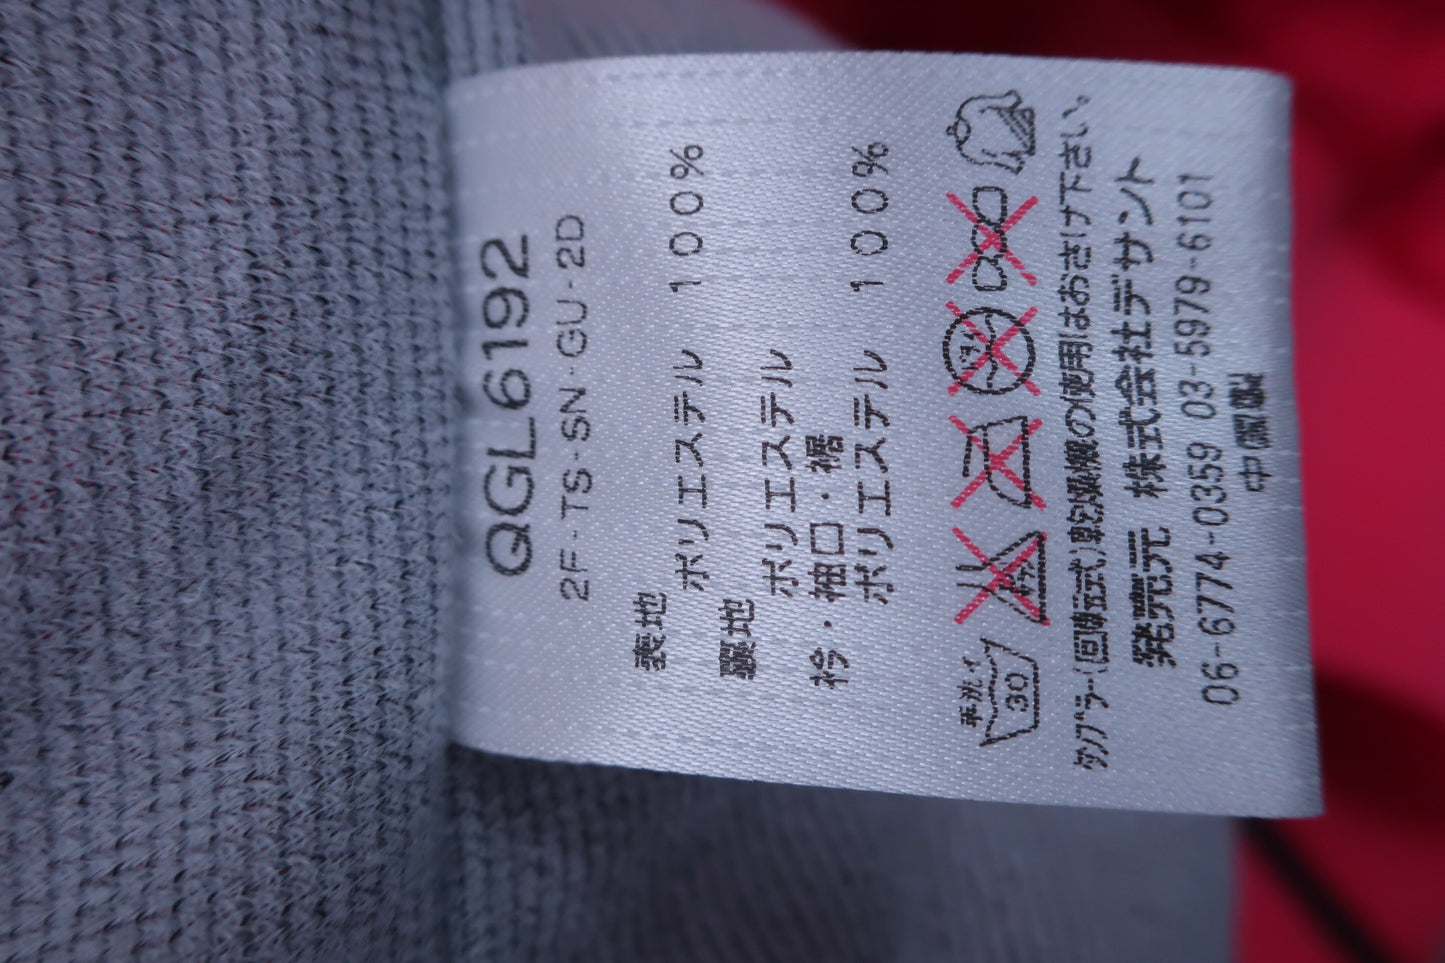 QGL6192
2F-TS-SN-GU-2D
表地
ポリエステル 100%
裏地
ポリエステル
衿・袖口・裾
ポリエステル 100%
手洗イ
30
タンブラー(回転式)乾燥機の使用はおさけ下さい。
発売元 株式会社デサント
06-6774-0359 03-5979-6101
中国製